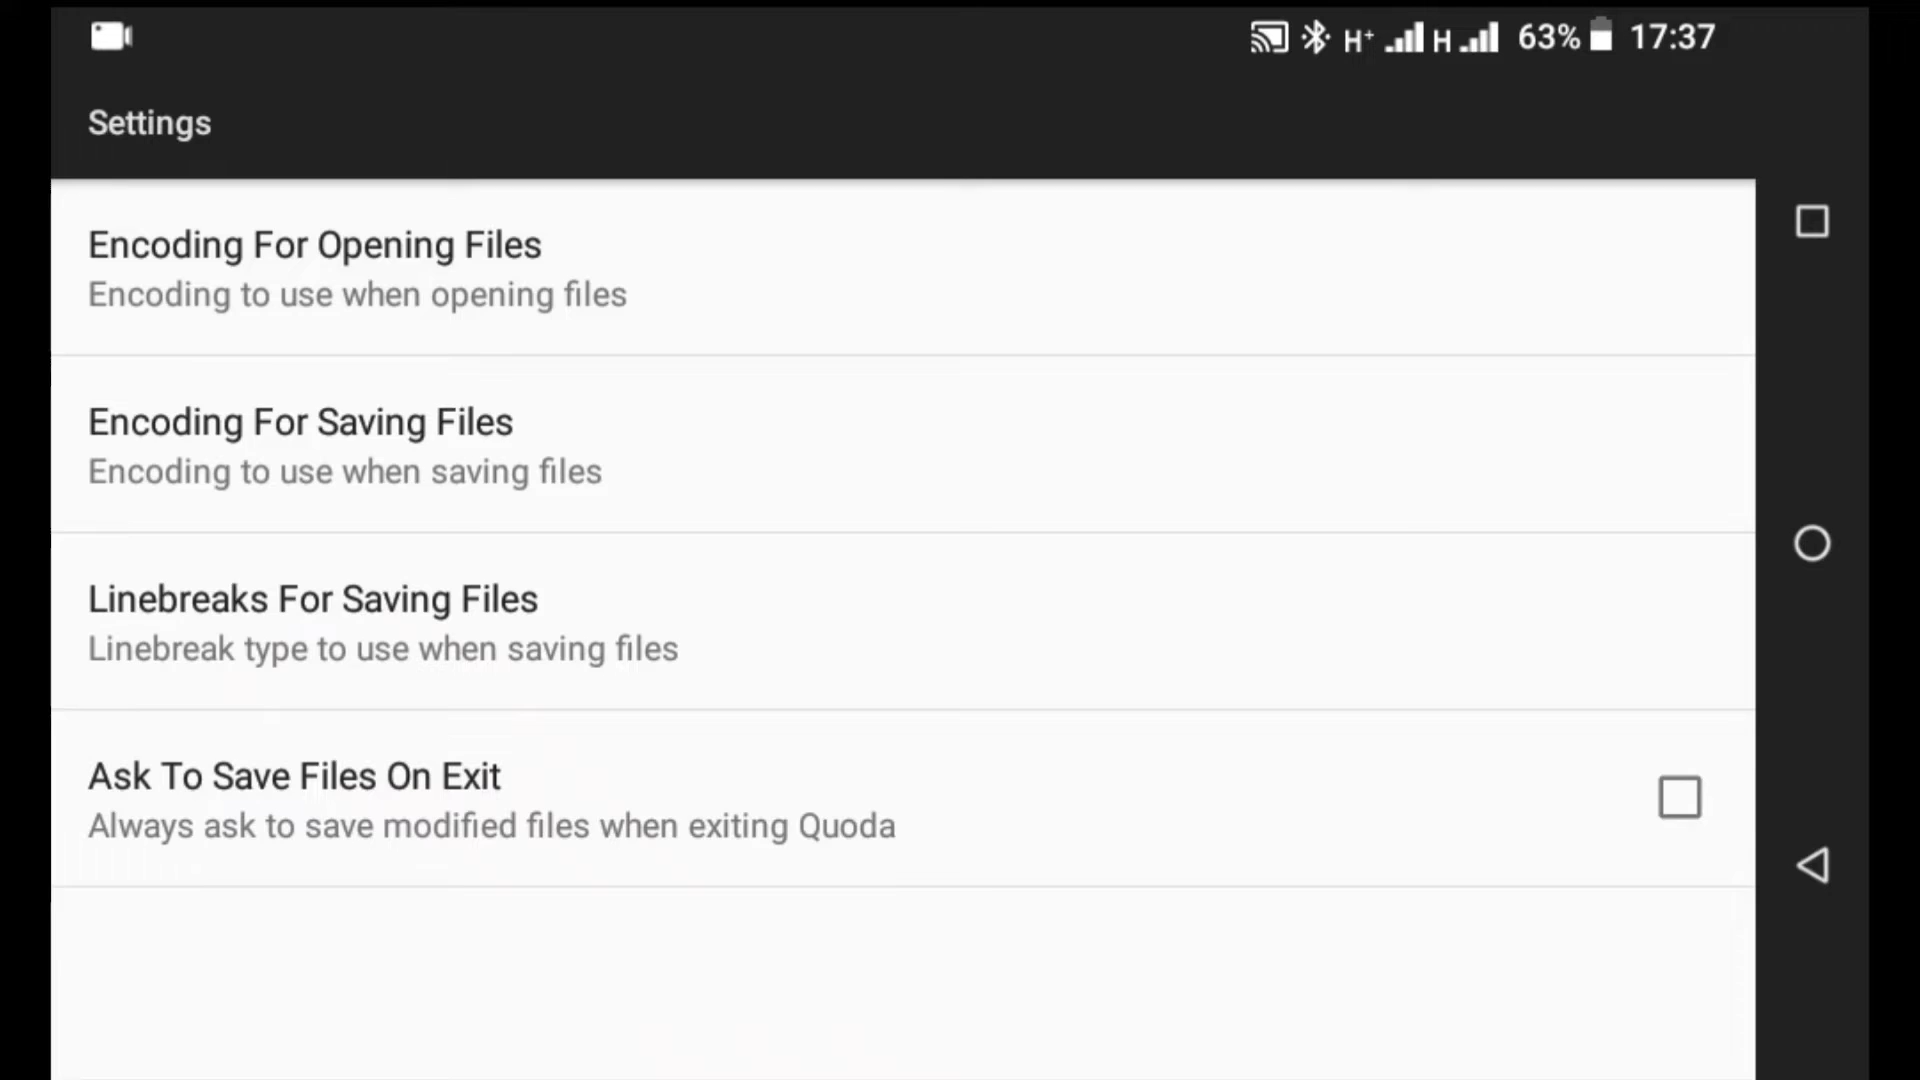 H+ H 63% 17:37
Settings
Encoding For Opening Files
Encoding to use when opening files
Encoding For Saving Files
Encoding to use when saving files
Linebreaks For Saving Files
Linebreak type to use when saving files
Ask To Save Files On Exit
Always ask to save modified files when exiting Quoda